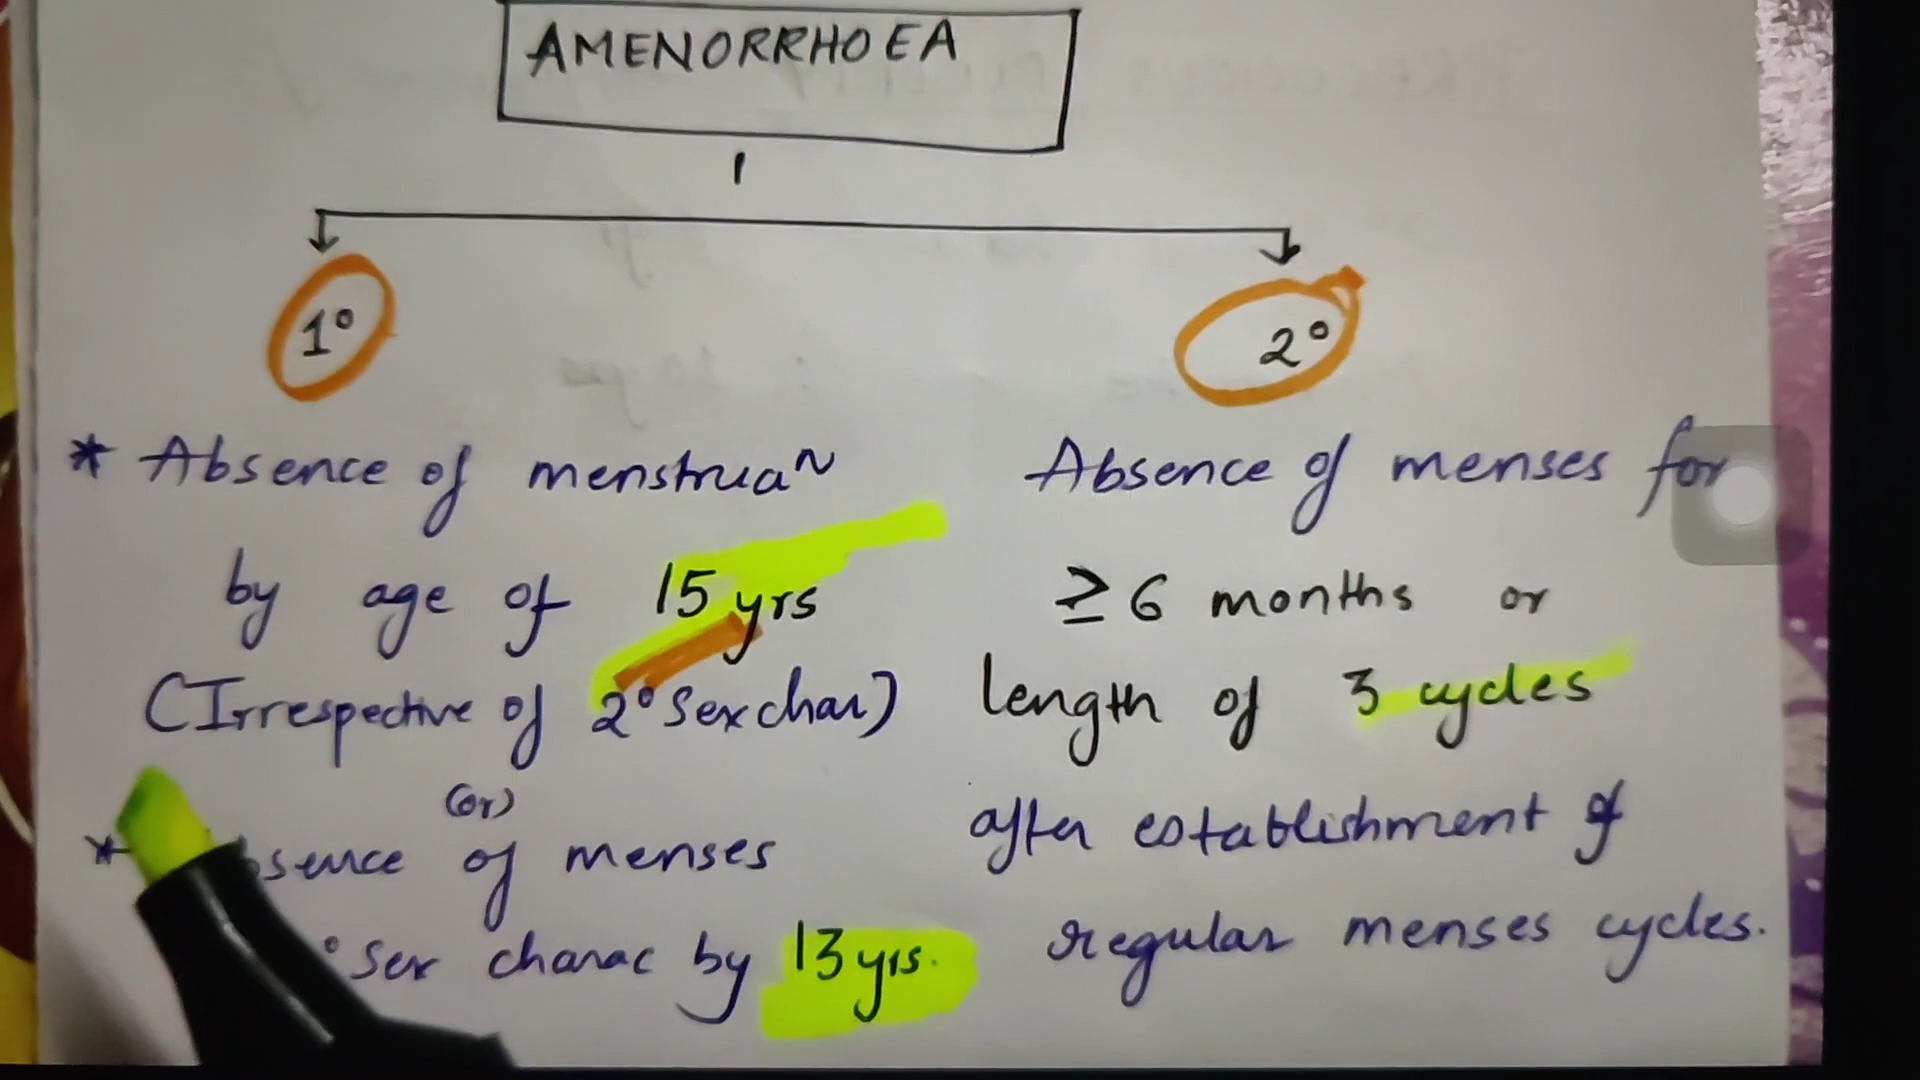 AMENORRHOEA
1°
2°
* Absence of menstrua~
by age of 15 yrs
(Irrespective of 2° Sex char)
(or)
* of menses
° Sex charac by 13 yrs.
Absence of menses for
≥ 6 months or
length of 3 cycles
after establishment of
regular menses cycles.